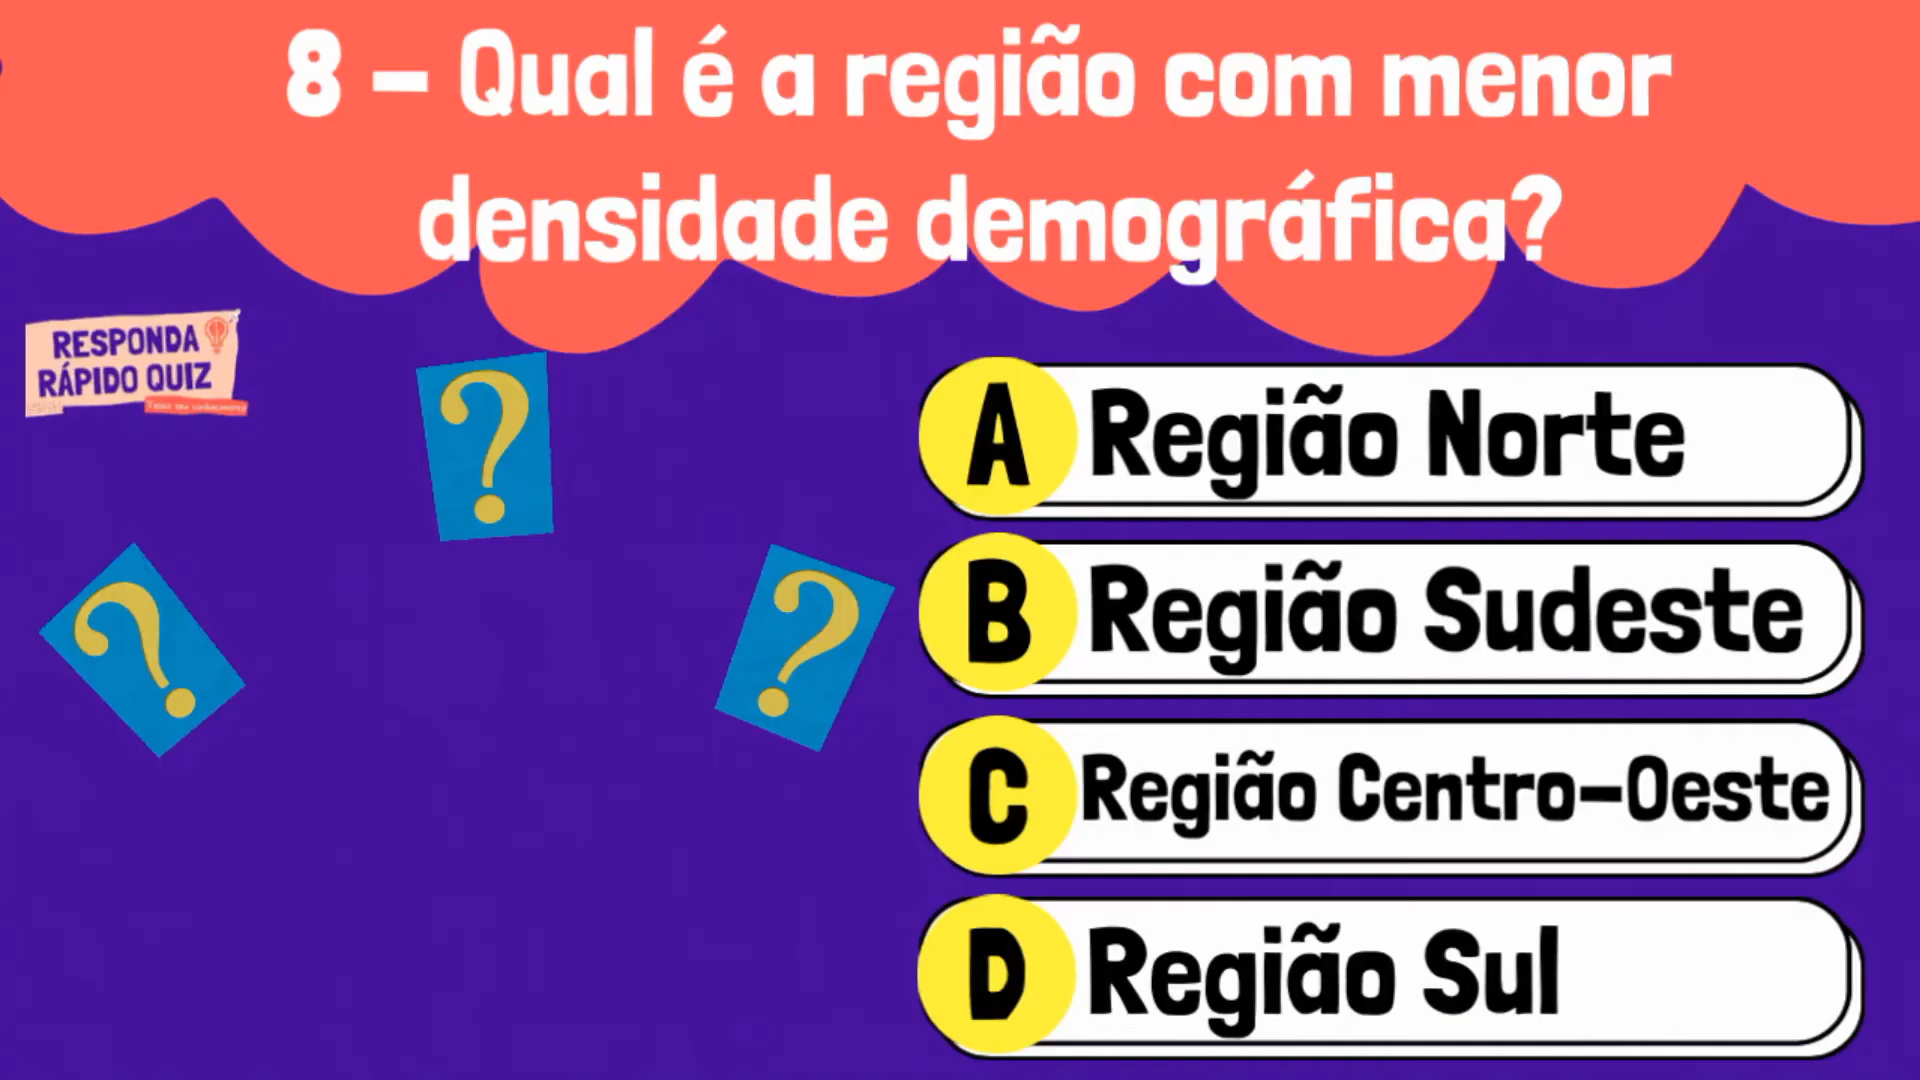 8 – Qual é a região com menor
densidade demográfica?
RESPONDA
RÁPIDO QUIZ
?
?
?
A Região Norte
B Região Sudeste
C Região Centro-Oeste
D Região Sul